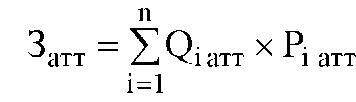 n
З_атт = ∑ Q_i атт × P_i атт
i=1